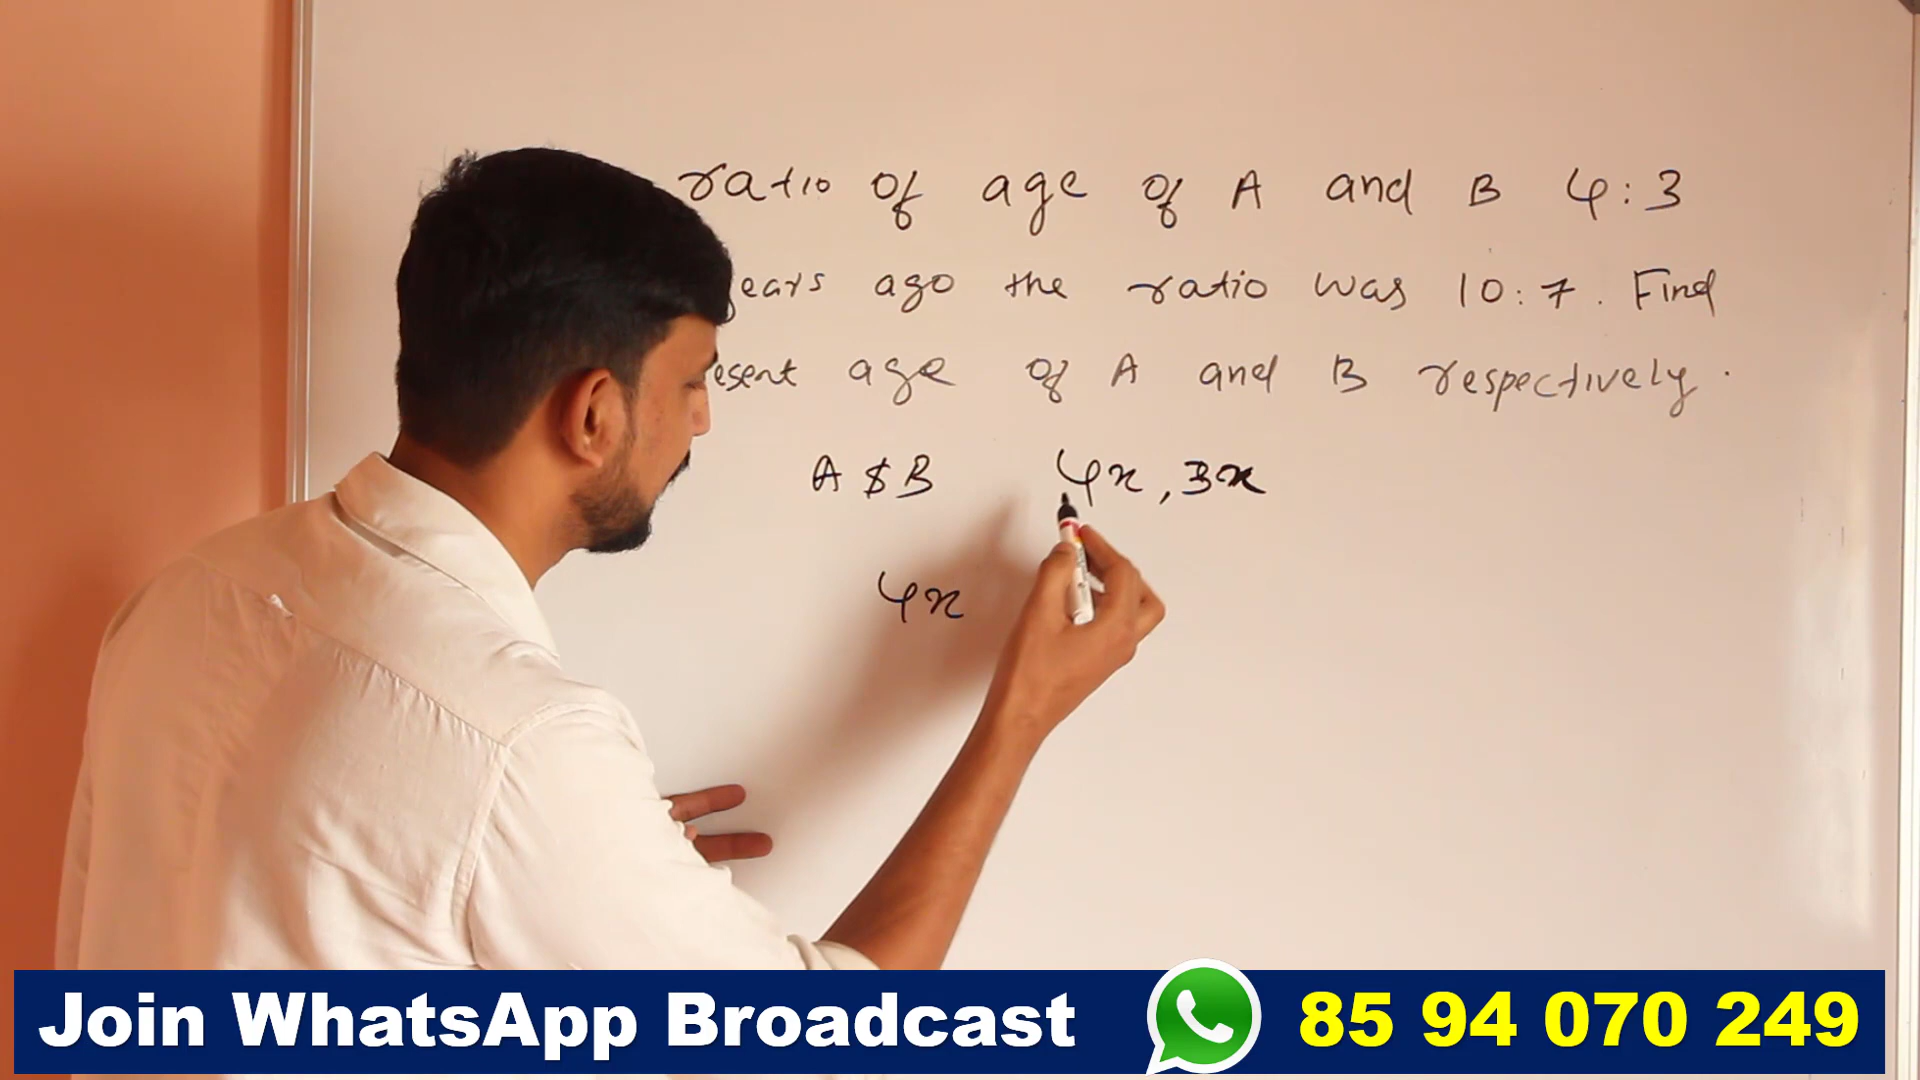 ratio of age of A and B 4:3
ears ago the ratio was 10:7. Find
esent age of A and B respectively.
A & B 4x, 3x
4x
Join WhatsApp Broadcast 85 94 070 249